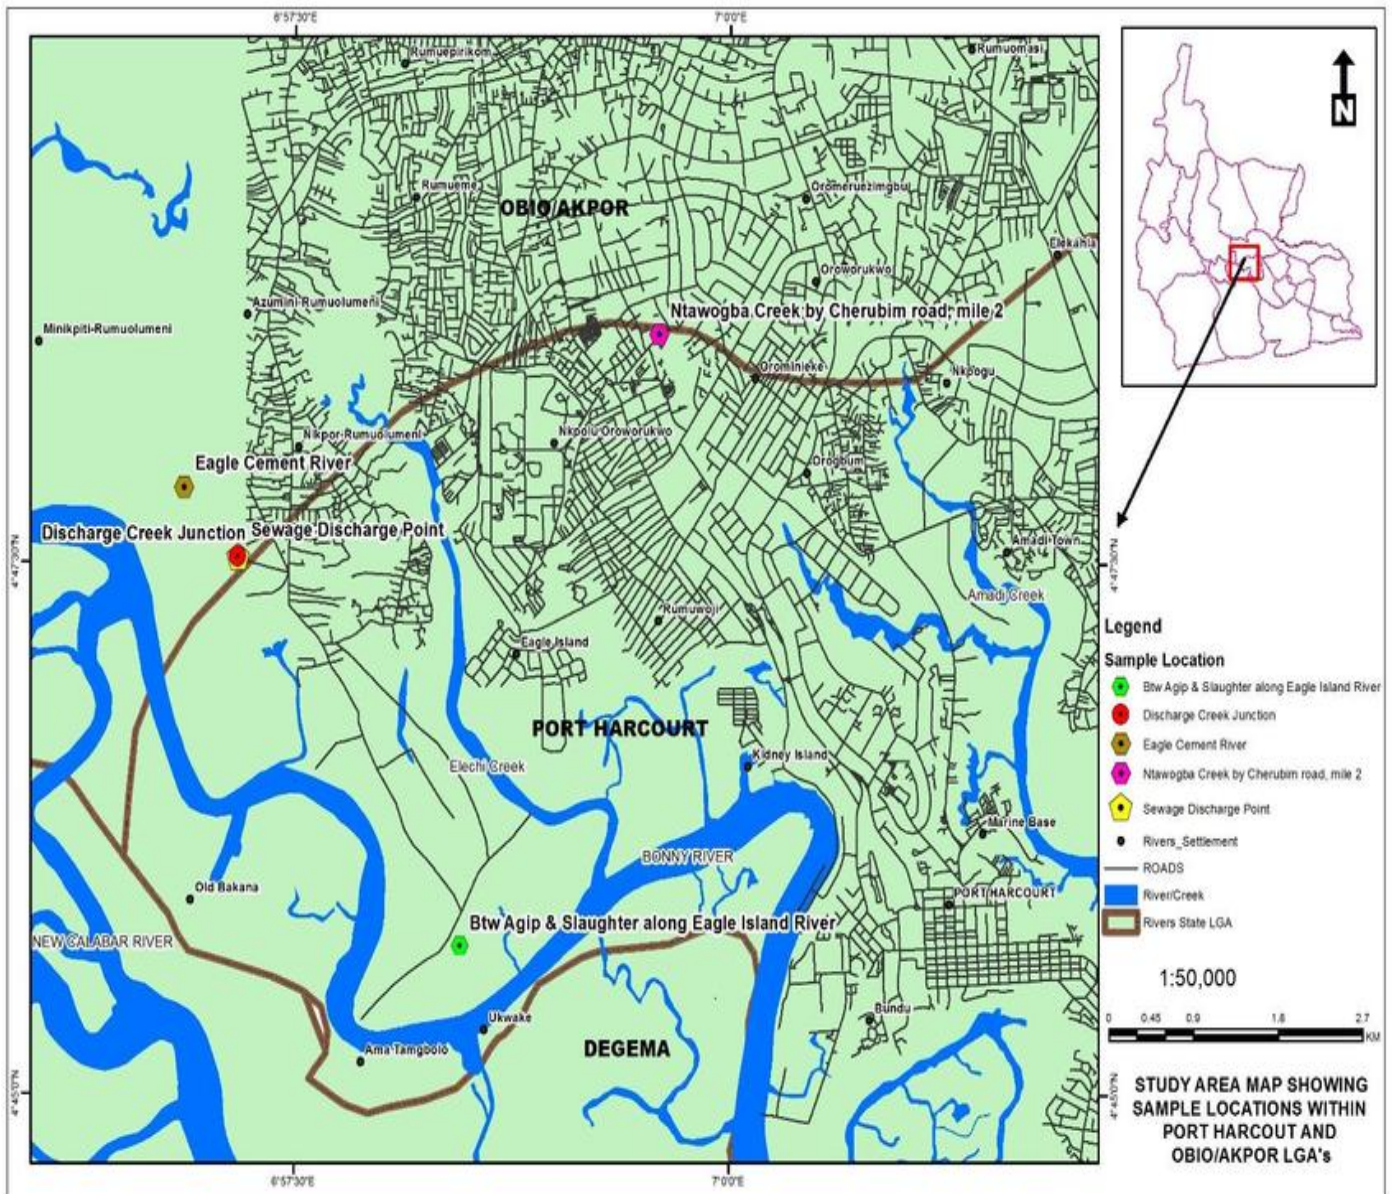 6°57'30"E
7°0'0"E
Rumuepirikom
Rumuomasi
N
Rumueme
OBIO/AKPOR
Oromeruezimgbu
Elekahia
Oroworukwo
Azumini-Rumuolumeni
Ntawogba Creek by Cherubim road, mile 2
Minikpiti-Rumuolumeni
Orominieke
Nkpogu
Nkpolu-Oroworukwo
Nikpor-Rumuolumeni
Eagle Cement River
Orogbum
Discharge Creek Junction
Sewage Discharge Point
Amadi Town
4°47'30"N
4°47'30"N
Amadi Creek
Rumuwoji
Eagle Island
PORT HARCOURT
Kidney Island
Elechi Creek
Marine Base
BONNY RIVER
Old Bakana
PORT HARCOURT
Btw Agip & Slaughter along Eagle Island River
NEW CALABAR RIVER
Bundu
Ukwake
DEGEMA
Ama Tamgbolo
4°45'0"N
4°45'0"N
6°57'30"E
7°0'0"E
Legend
Sample Location
Btw Agip & Slaughter along Eagle Island River
Discharge Creek Junction
Eagle Cement River
Ntawogba Creek by Cherubim road, mile 2
Sewage Discharge Point
Rivers_Settlement
ROADS
River/Creek
Rivers State LGA
1:50,000
0 0.45 0.9 1.8 2.7
KM
STUDY AREA MAP SHOWING
SAMPLE LOCATIONS WITHIN
PORT HARCOUT AND
OBIO/AKPOR LGA's